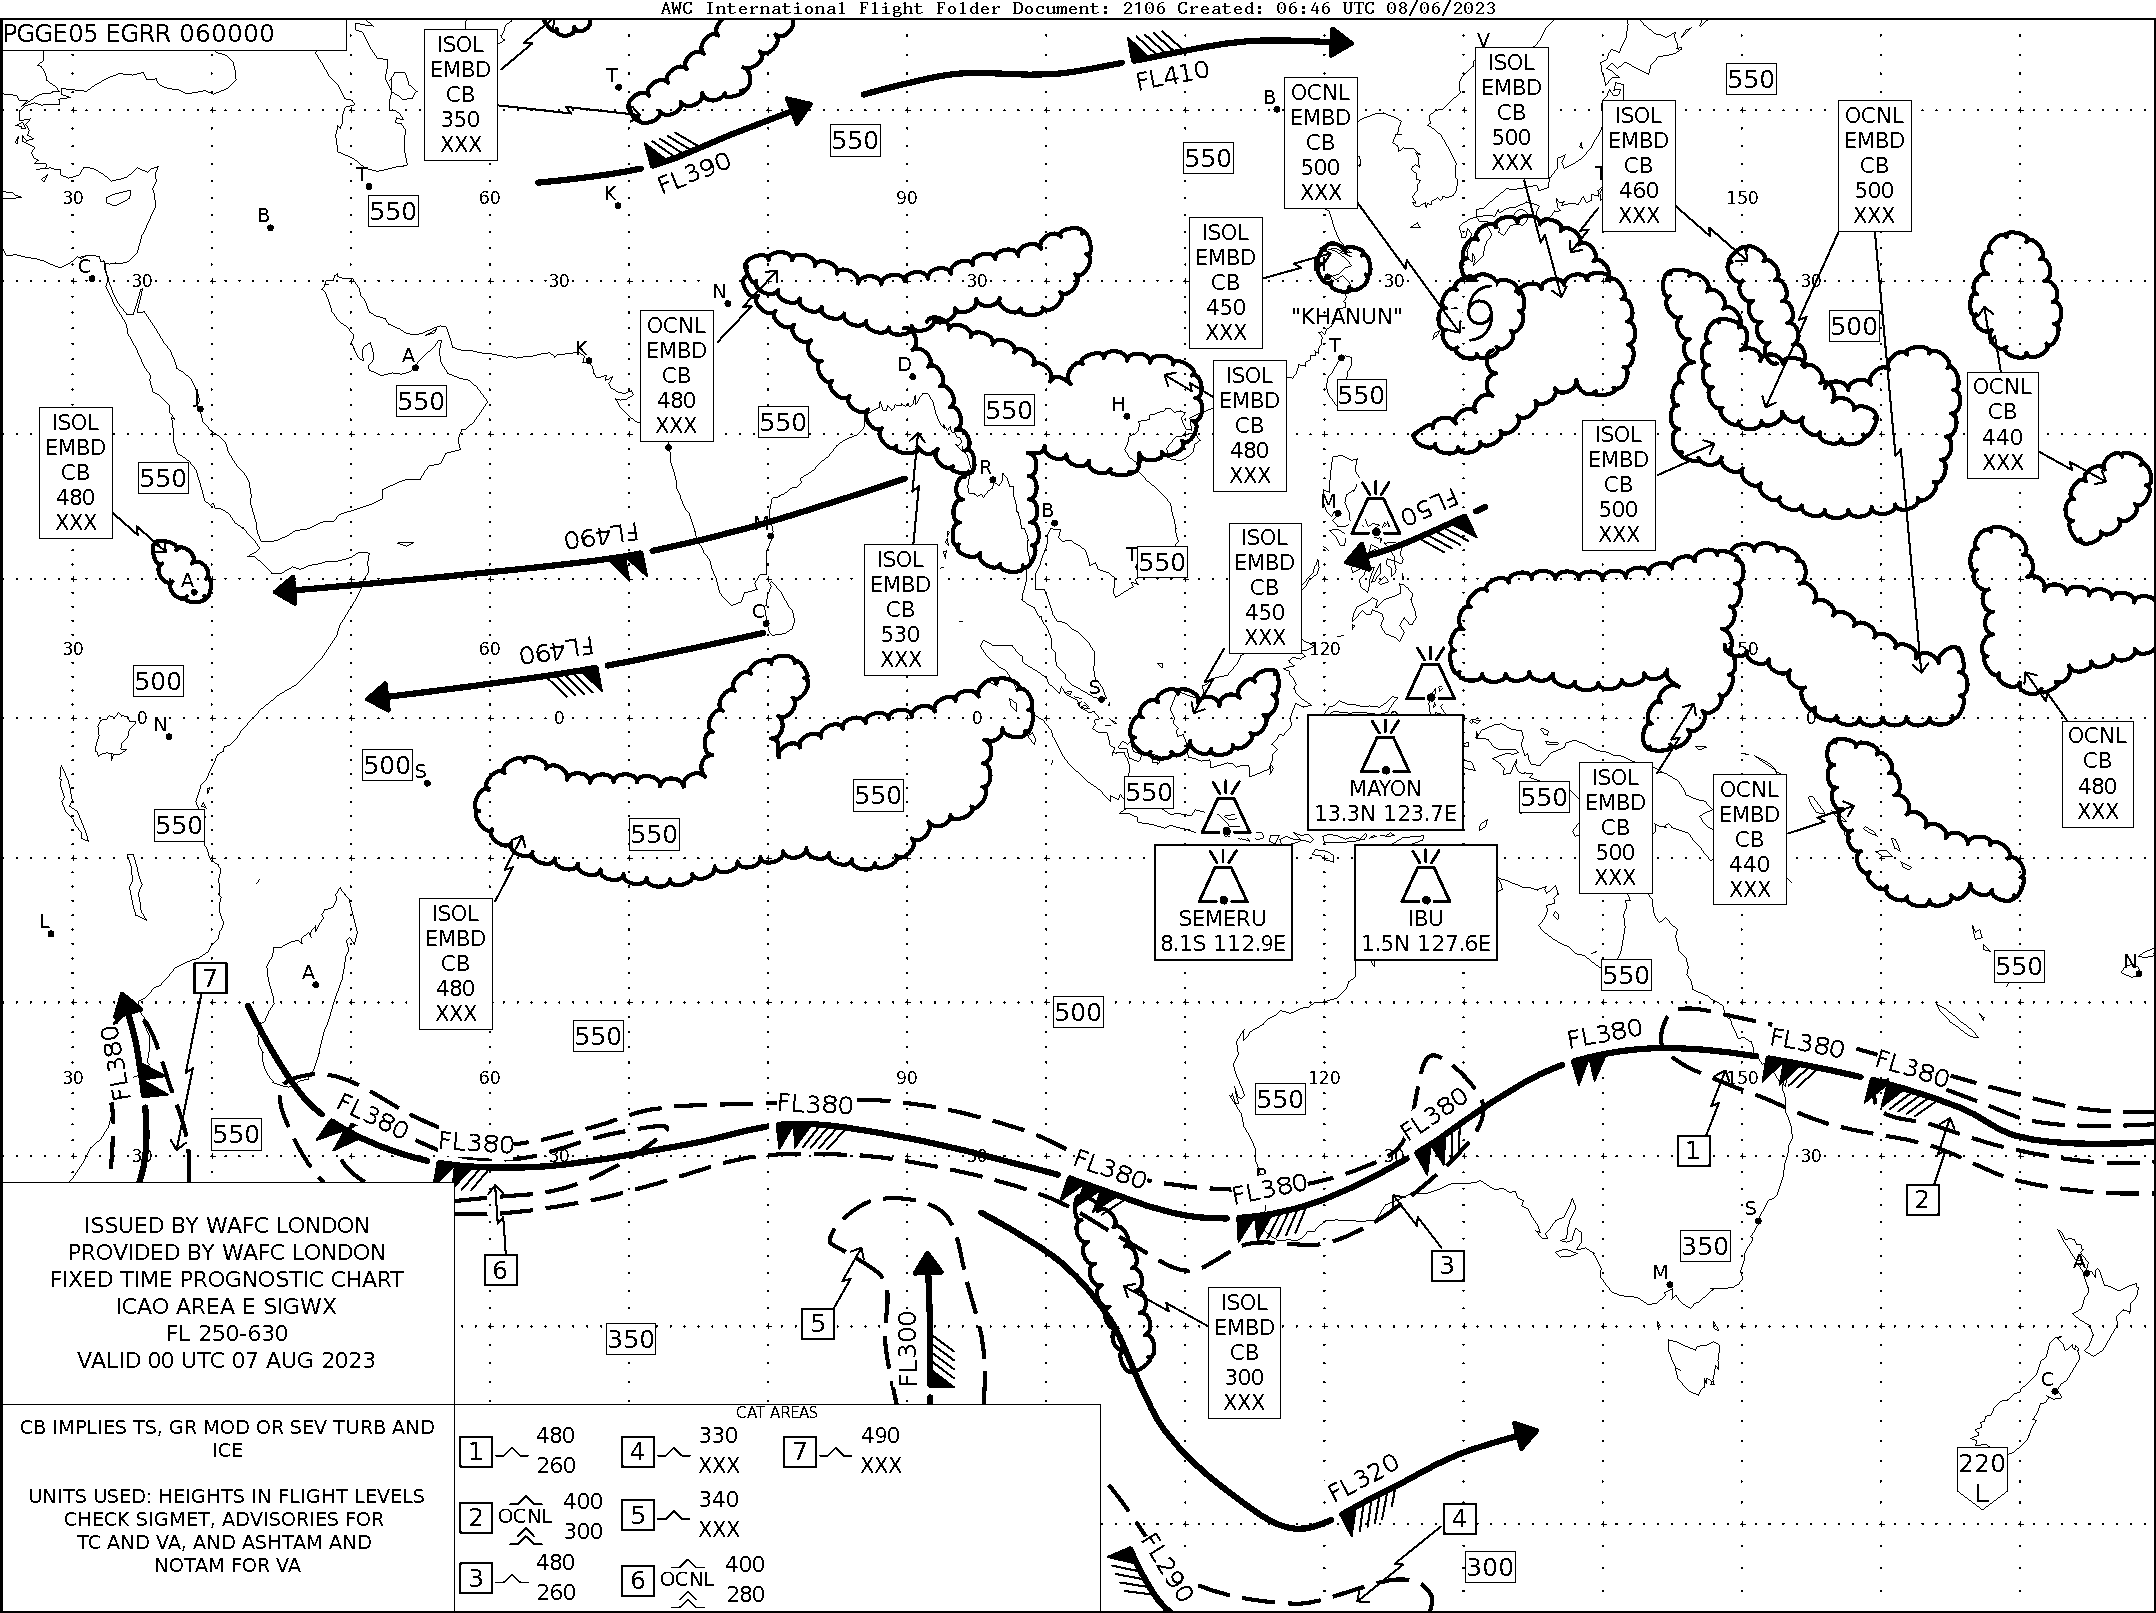 AWC International Flight Folder Document: 2106 Created: 06:46 UTC 08/06/2023
PGGE05 EGRR 060000
ISOL
EMBD
CB
350
XXX
T
FL390
K
FL410
550
550
B
OCNL
EMBD
CB
500
XXX
V
ISOL
EMBD
CB
500
XXX
ISOL
EMBD
CB
460
XXX
T
550
OCNL
EMBD
CB
500
XXX
30
60
90
150
T
550
B
C
30
30
30
30
30
N
OCNL
EMBD
CB
480
XXX
ISOL
EMBD
CB
450
XXX
"KHANUN"
T
550
500
OCNL
CB
440
XXX
A
550
K
J
D
550
550
H
ISOL
EMBD
CB
480
XXX
ISOL
EMBD
CB
480
XXX
550
R
B
T
550
M
FL50
ISOL
EMBD
CB
500
XXX
A
FL490
M
C
FL490
ISOL
EMBD
CB
530
XXX
ISOL
EMBD
CB
450
XXX
30
60
120
150
500
0
N
0
0
0
S
500
S
550
550
550
550
550
MAYON
13.3N 123.7E
SEMERU
8.1S 112.9E
IBU
1.5N 127.6E
ISOL
EMBD
CB
500
XXX
OCNL
EMBD
CB
440
XXX
OCNL
CB
480
XXX
L
7
A
ISOL
EMBD
CB
480
XXX
550
500
550
550
N
FL380
30
60
90
120
150
550
FL380
FL380
FL380
FL380
FL380
FL380
FL380
FL380
FL380
550
30
30
30
30
30
1
2
3
6
5
S
350
M
A
C
350
FL300
ISOL
EMBD
CB
300
XXX
FL320
FL290
4
300
220
L
ISSUED BY WAFC LONDON
PROVIDED BY WAFC LONDON
FIXED TIME PROGNOSTIC CHART
ICAO AREA E SIGWX
FL 250-630
VALID 00 UTC 07 AUG 2023
CB IMPLIES TS, GR MOD OR SEV TURB AND
ICE
UNITS USED: HEIGHTS IN FLIGHT LEVELS
CHECK SIGMET, ADVISORIES FOR
TC AND VA, AND ASHTAM AND
NOTAM FOR VA
CAT AREAS
1 480
260
2 OCNL 400
300
3 480
260
4 330
XXX
5 340
XXX
6 OCNL 400
280
7 490
XXX